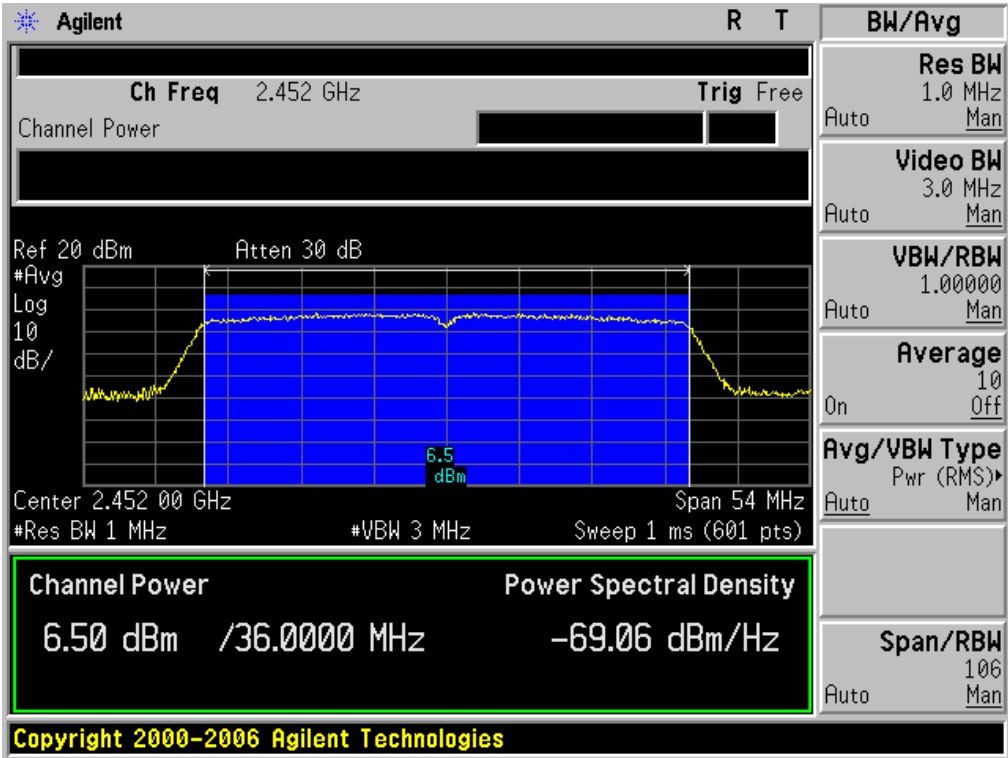 Agilent R T
Ch Freq 2.452 GHz Trig Free
Channel Power
Ref 20 dBm Atten 30 dB
#Avg
Log
10
dB/
6.5
dBm
Center 2.452 00 GHz Span 54 MHz
#Res BW 1 MHz #VBW 3 MHz Sweep 1 ms (601 pts)
Channel Power Power Spectral Density
6.50 dBm /36.0000 MHz -69.06 dBm/Hz
Copyright 2000-2006 Agilent Technologies
BW/Avg
Res BW
1.0 MHz
Auto Man
Video BW
3.0 MHz
Auto Man
VBW/RBW
1.00000
Auto Man
Average
10
On Off
Avg/VBW Type
Pwr (RMS)▸
Auto Man
Span/RBW
106
Auto Man